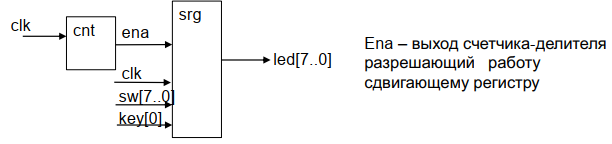 clk
cnt
ena
srg
clk
sw[7..0]
key[0]
led[7..0]
Ena – выход счетчика-делителя
разрешающий работу
сдвигающему регистру